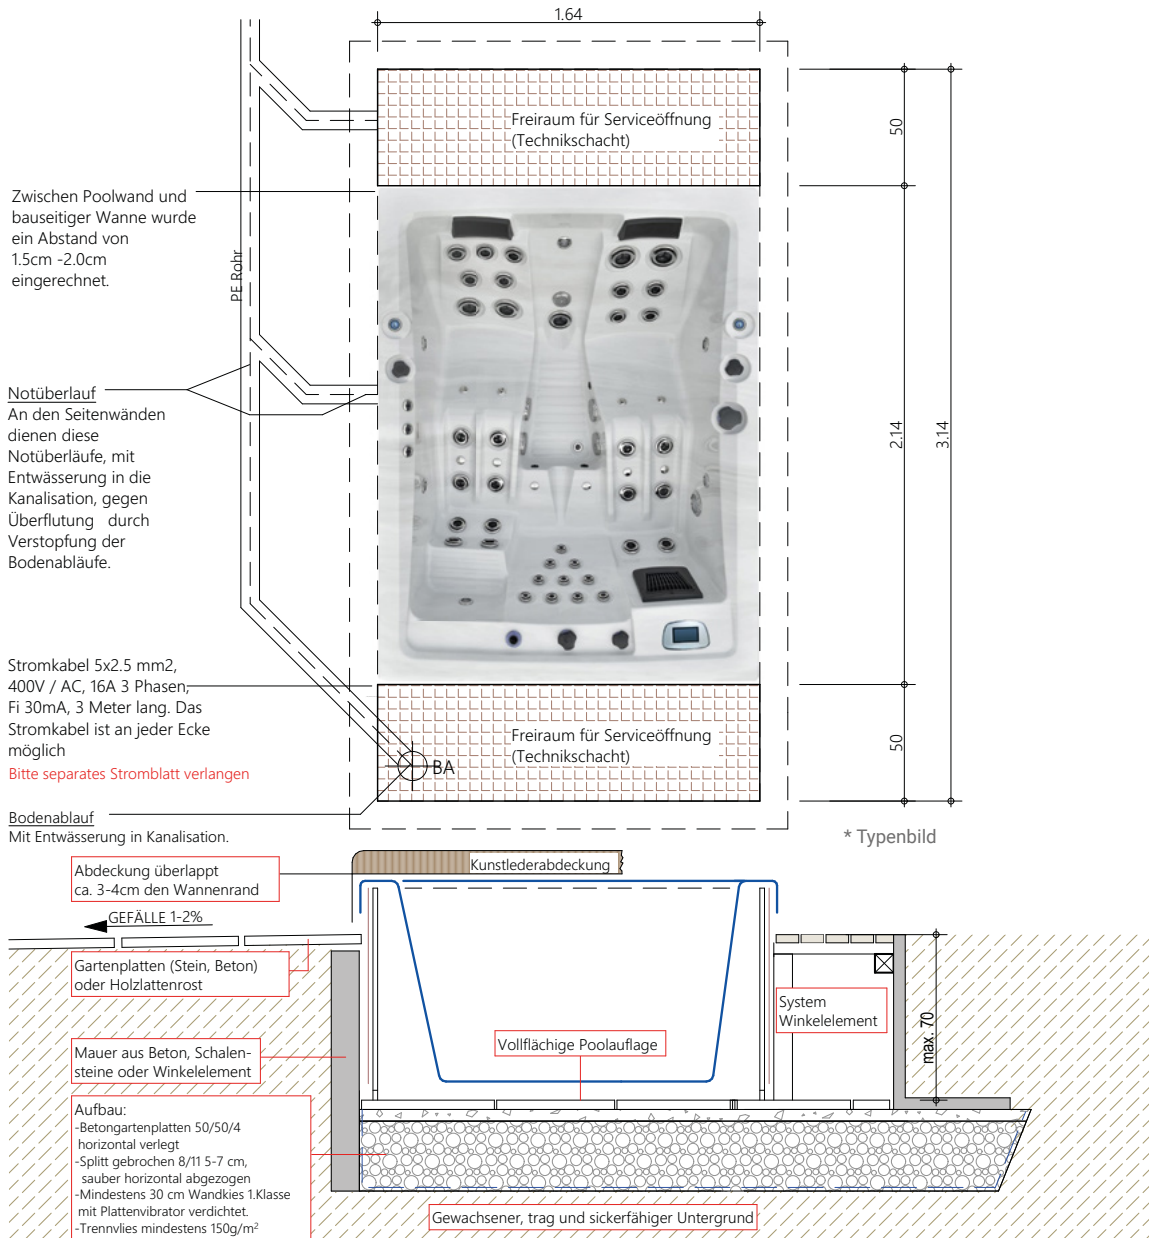 1.64
Freiraum für Serviceöffnung
(Technikschacht)
50
Zwischen Poolwand und
bauseitiger Wanne wurde
ein Abstand von
1.5cm -2.0cm
eingerechnet.
PE Rohr
Notüberlauf
An den Seitenwänden
dienen diese
Notüberläufe, mit
Entwässerung in die
Kanalisation, gegen
Überflutung durch
Verstopfung der
Bodenabläufe.
2.14
3.14
Stromkabel 5x2.5 mm2,
400V / AC, 16A 3 Phasen,
Fi 30mA, 3 Meter lang. Das
Stromkabel ist an jeder Ecke
möglich
Bitte separates Stromblatt verlangen
Freiraum für Serviceöffnung
(Technikschacht)
50
BA
Bodenablauf
Mit Entwässerung in Kanalisation.
* Typenbild
Abdeckung überlappt
ca. 3-4cm den Wannenrand
Kunstlederabdeckung
GEFÄLLE 1-2%
Gartenplatten (Stein, Beton)
oder Holzlattenrost
System
Winkelelement
max. 70
Mauer aus Beton, Schalen-
steine oder Winkelelement
Vollflächige Poolauflage
Aufbau:
-Betongartenplatten 50/50/4
horizontal verlegt
-Splitt gebrochen 8/11 5-7 cm,
sauber horizontal abgezogen
-Mindestens 30 cm Wandkies 1.Klasse
mit Plattenvibrator verdichtet.
-Trennvlies mindestens 150g/m²
Gewachsener, trag und sickerfähiger Untergrund